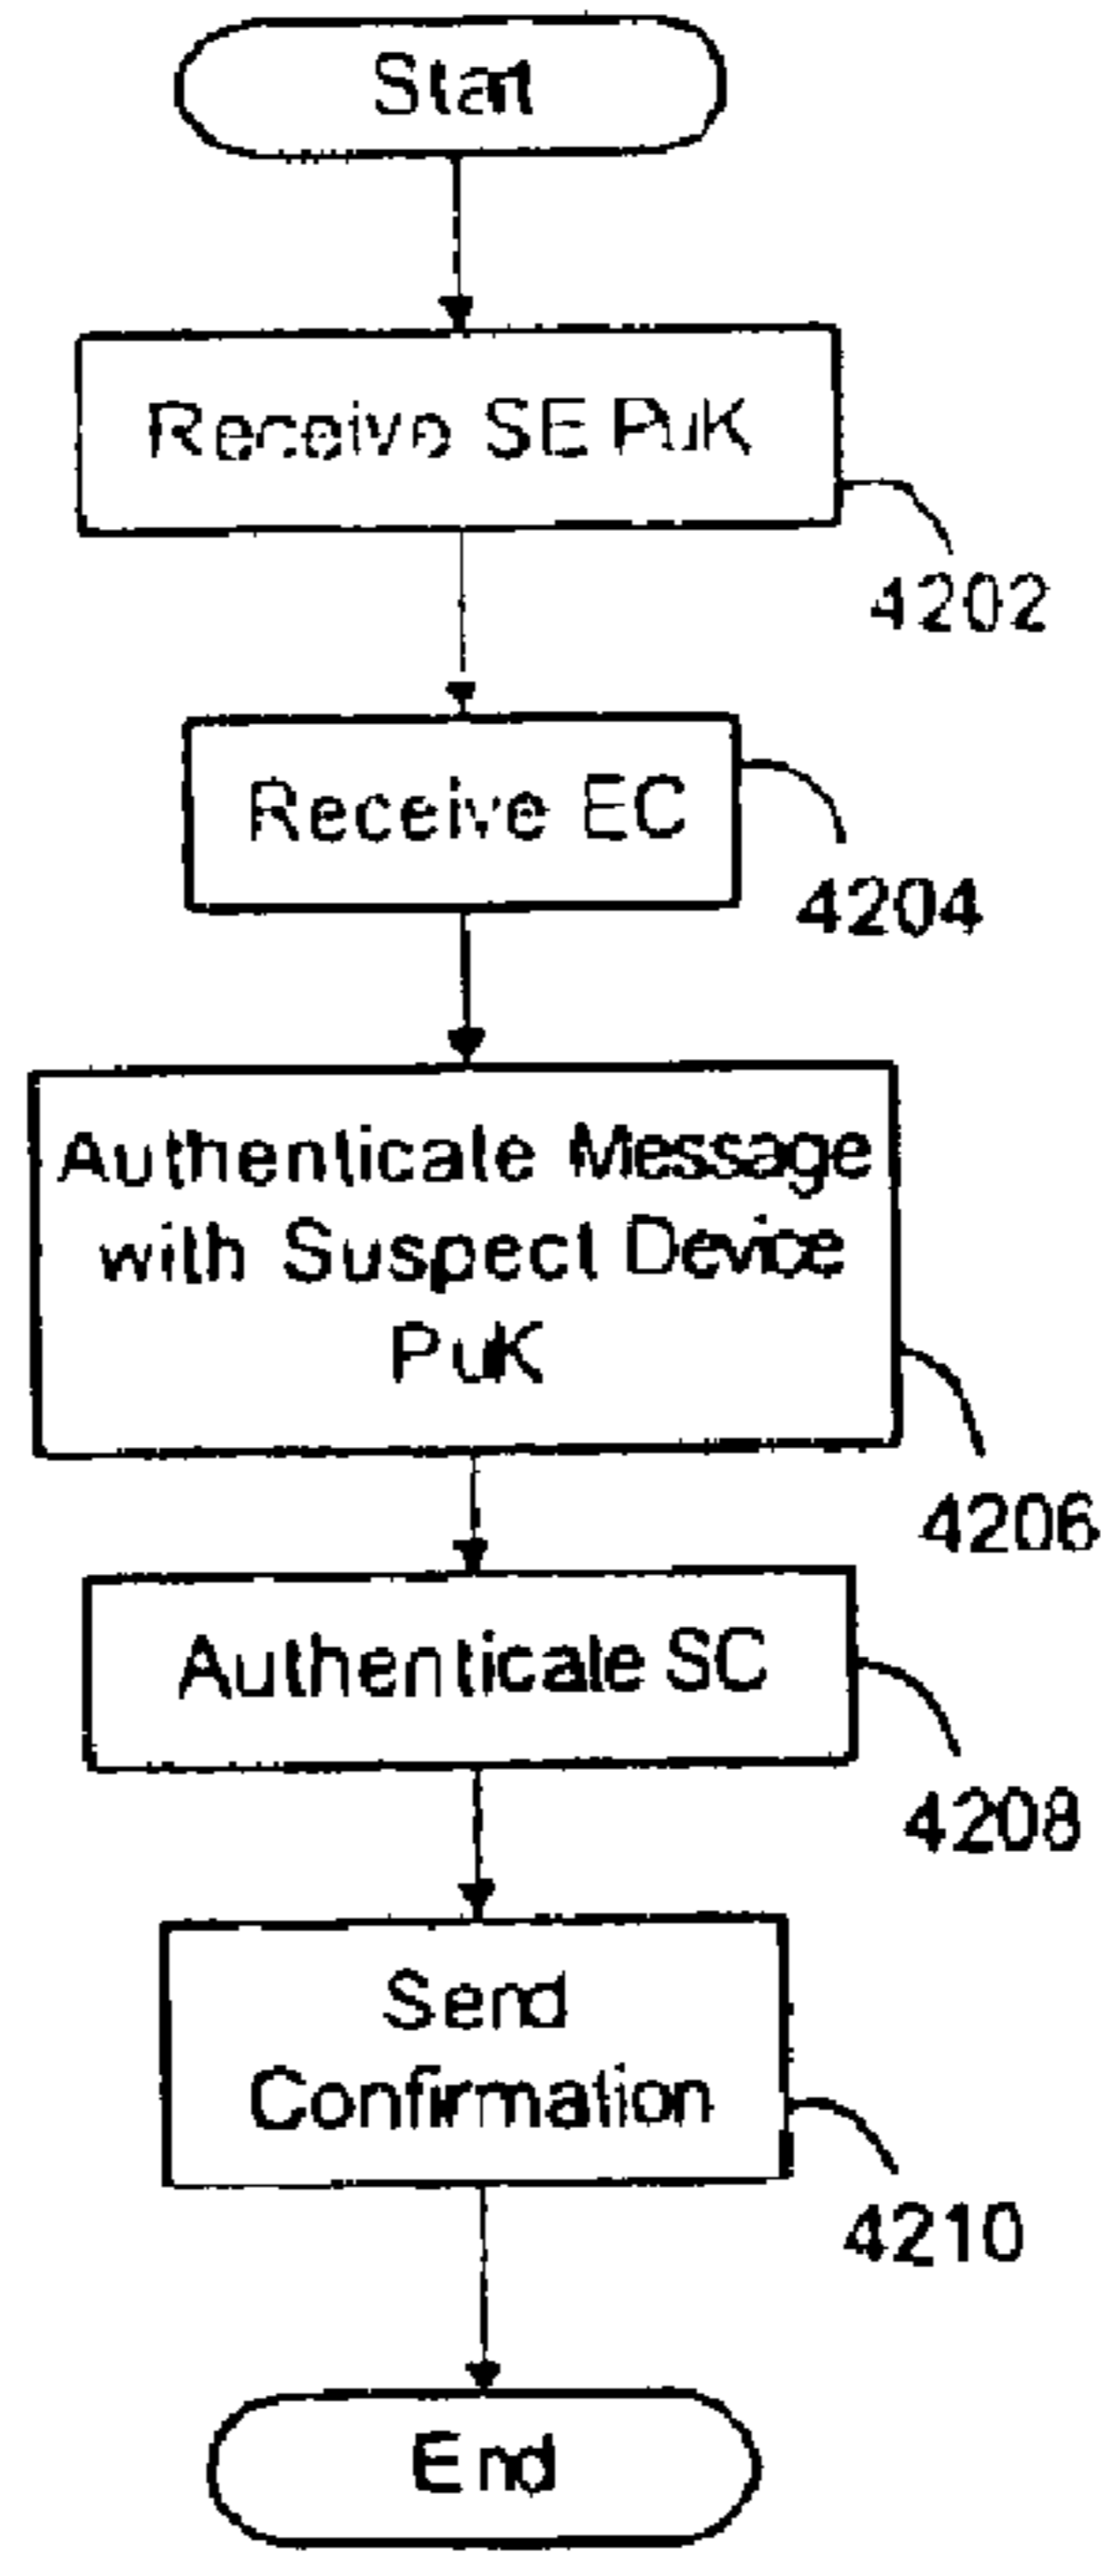 Start
Receive SE PuK
4202
Receive EC
4204
Authenticate Message
with Suspect Device
PuK
4206
Authenticate SC
4208
Send
Confirmation
4210
End